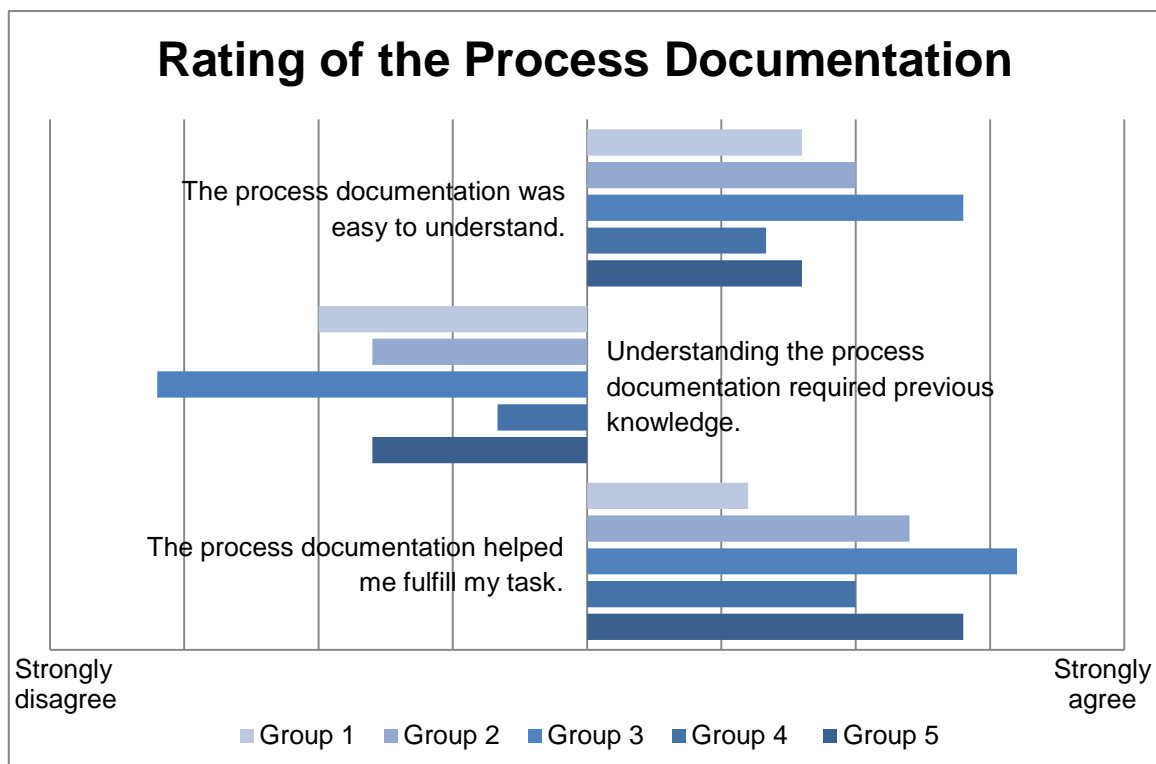 Rating of the Process Documentation
The process documentation was
easy to understand.
Understanding the process
documentation required previous
knowledge.
The process documentation helped
me fulfill my task.
Strongly
disagree
Strongly
agree
Group 1 Group 2 Group 3 Group 4 Group 5